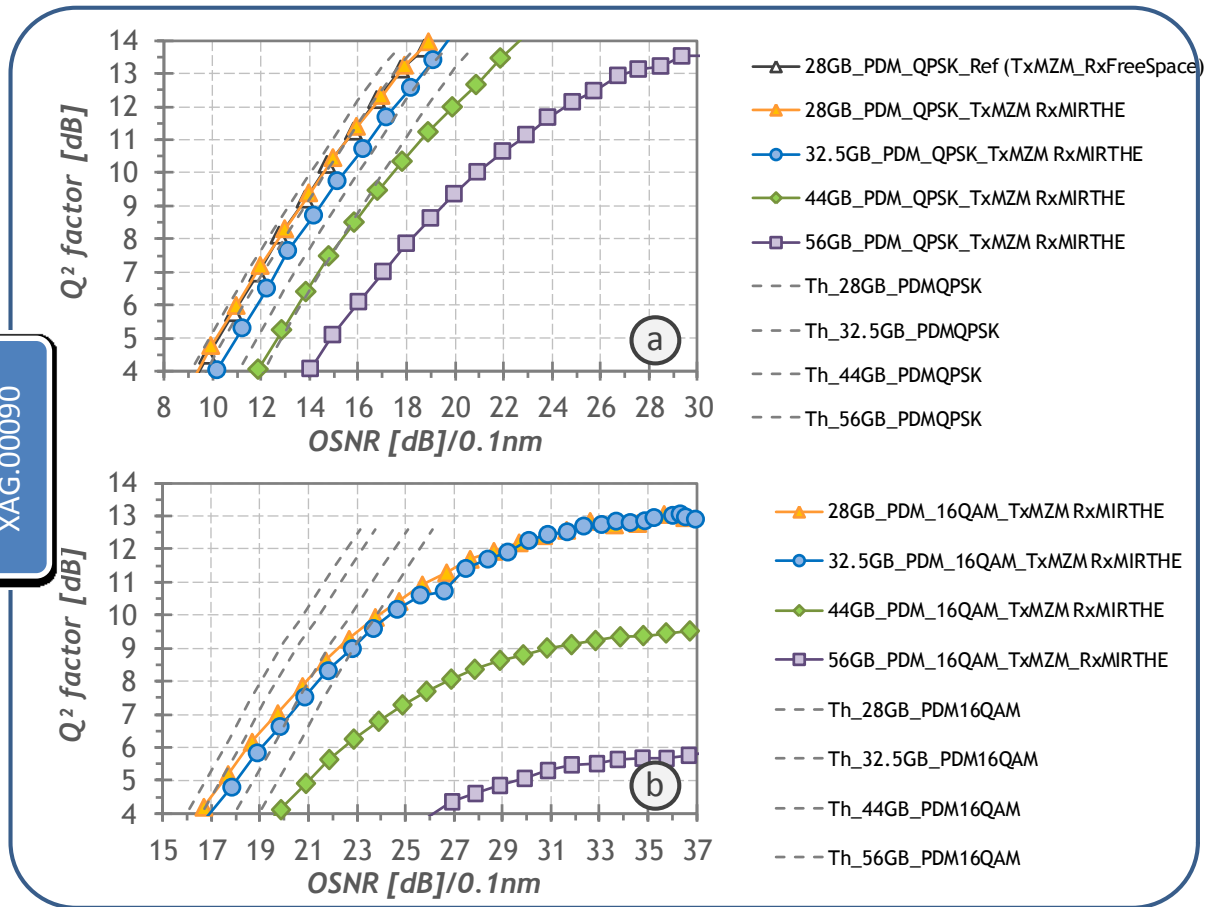 XAG.00090
14
13
12
11
10
9
8
7
6
5
4
Q² factor [dB]
8 10 12 14 16 18 20 22 24 26 28 30
OSNR [dB]/0.1nm
a
28GB_PDM_QPSK_Ref (TxMZM_RxFreeSpace)
28GB_PDM_QPSK_TxMZM RxMIRTHE
32.5GB_PDM_QPSK_TxMZM RxMIRTHE
44GB_PDM_QPSK_TxMZM RxMIRTHE
56GB_PDM_QPSK_TxMZM RxMIRTHE
Th_28GB_PDMQPSK
Th_32.5GB_PDMQPSK
Th_44GB_PDMQPSK
Th_56GB_PDMQPSK
14
13
12
11
10
9
8
7
6
5
4
Q² factor [dB]
15 17 19 21 23 25 27 29 31 33 35 37
OSNR [dB]/0.1nm
b
28GB_PDM_16QAM_TxMZM RxMIRTHE
32.5GB_PDM_16QAM_TxMZM RxMIRTHE
44GB_PDM_16QAM_TxMZM RxMIRTHE
56GB_PDM_16QAM_TxMZM_RxMIRTHE
Th_28GB_PDM16QAM
Th_32.5GB_PDM16QAM
Th_44GB_PDM16QAM
Th_56GB_PDM16QAM